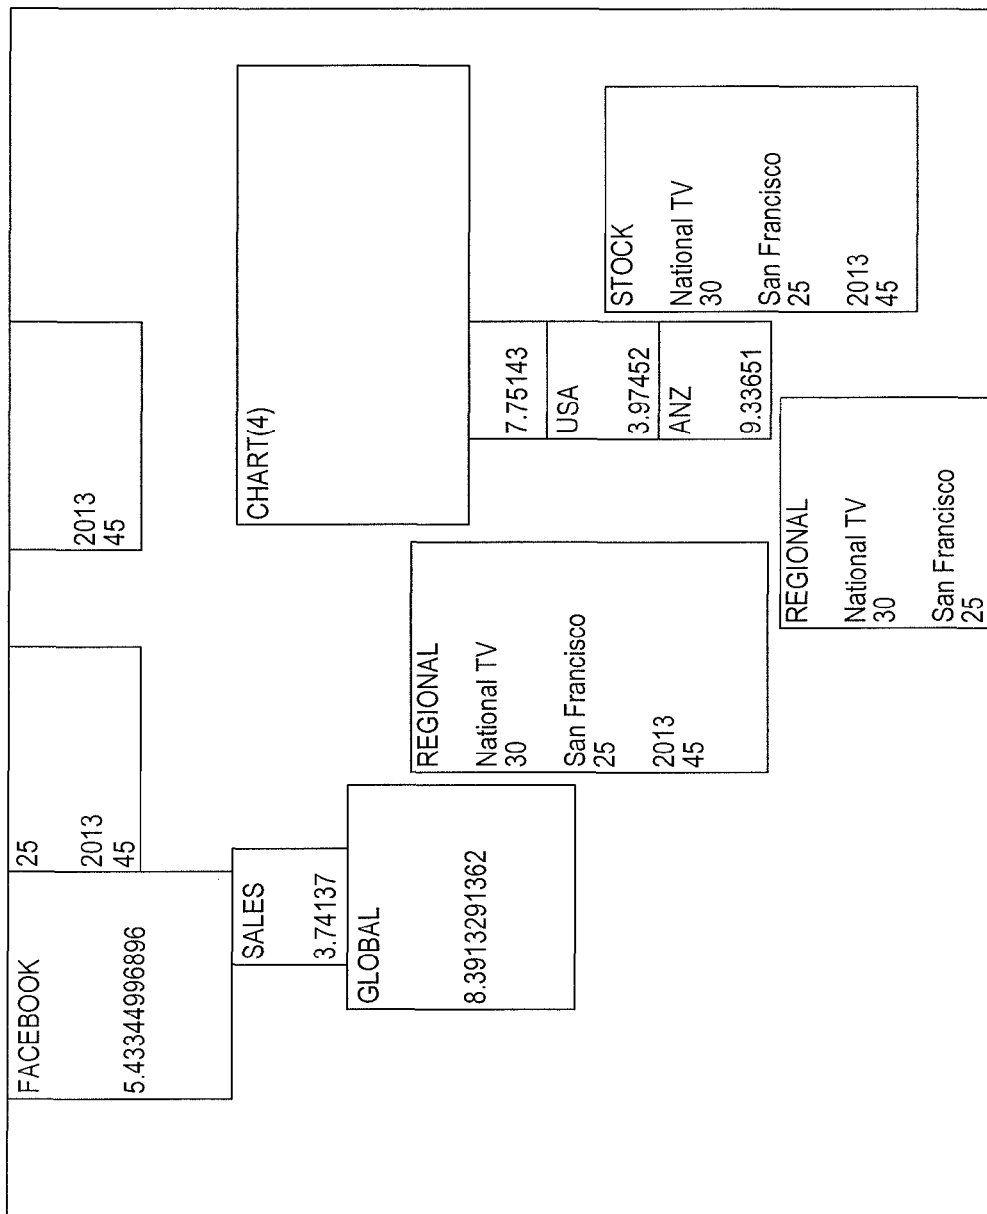 FACEBOOK
5.43344996896
25
2013
45
2013
45
SALES
3.74137
GLOBAL
8.3913291362
CHART(4)
REGIONAL
National TV
30
San Francisco
25
2013
45
7.75143
USA
3.97452
ANZ
9.33651
STOCK
National TV
30
San Francisco
25
2013
45
REGIONAL
National TV
30
San Francisco
25